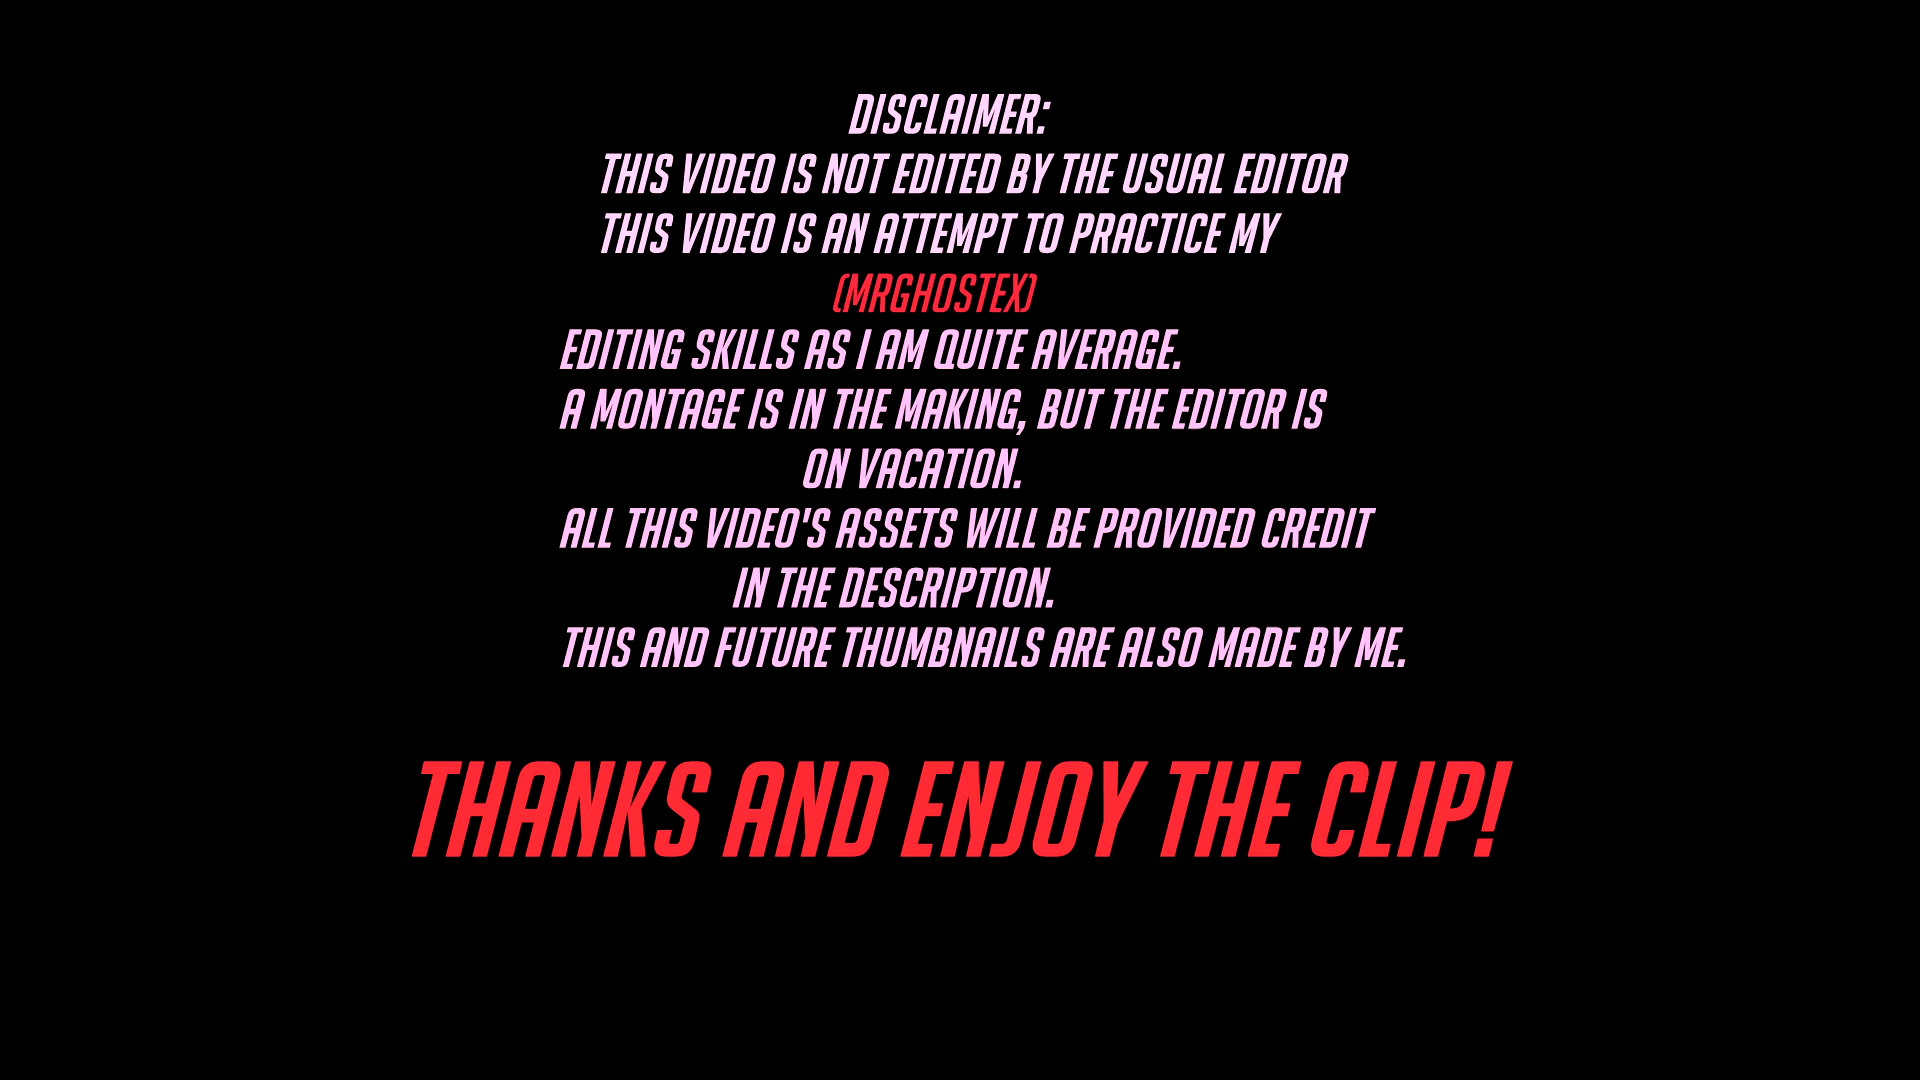 DISCLAIMER:
THIS VIDEO IS NOT EDITED BY THE USUAL EDITOR
THIS VIDEO IS AN ATTEMPT TO PRACTICE MY
(MRGHOSTEX)
EDITING SKILLS AS I AM QUITE AVERAGE.
A MONTAGE IS IN THE MAKING, BUT THE EDITOR IS
ON VACATION.
ALL THIS VIDEO'S ASSETS WILL BE PROVIDED CREDIT
IN THE DESCRIPTION.
THIS AND FUTURE THUMBNAILS ARE ALSO MADE BY ME.
THANKS AND ENJOY THE CLIP!